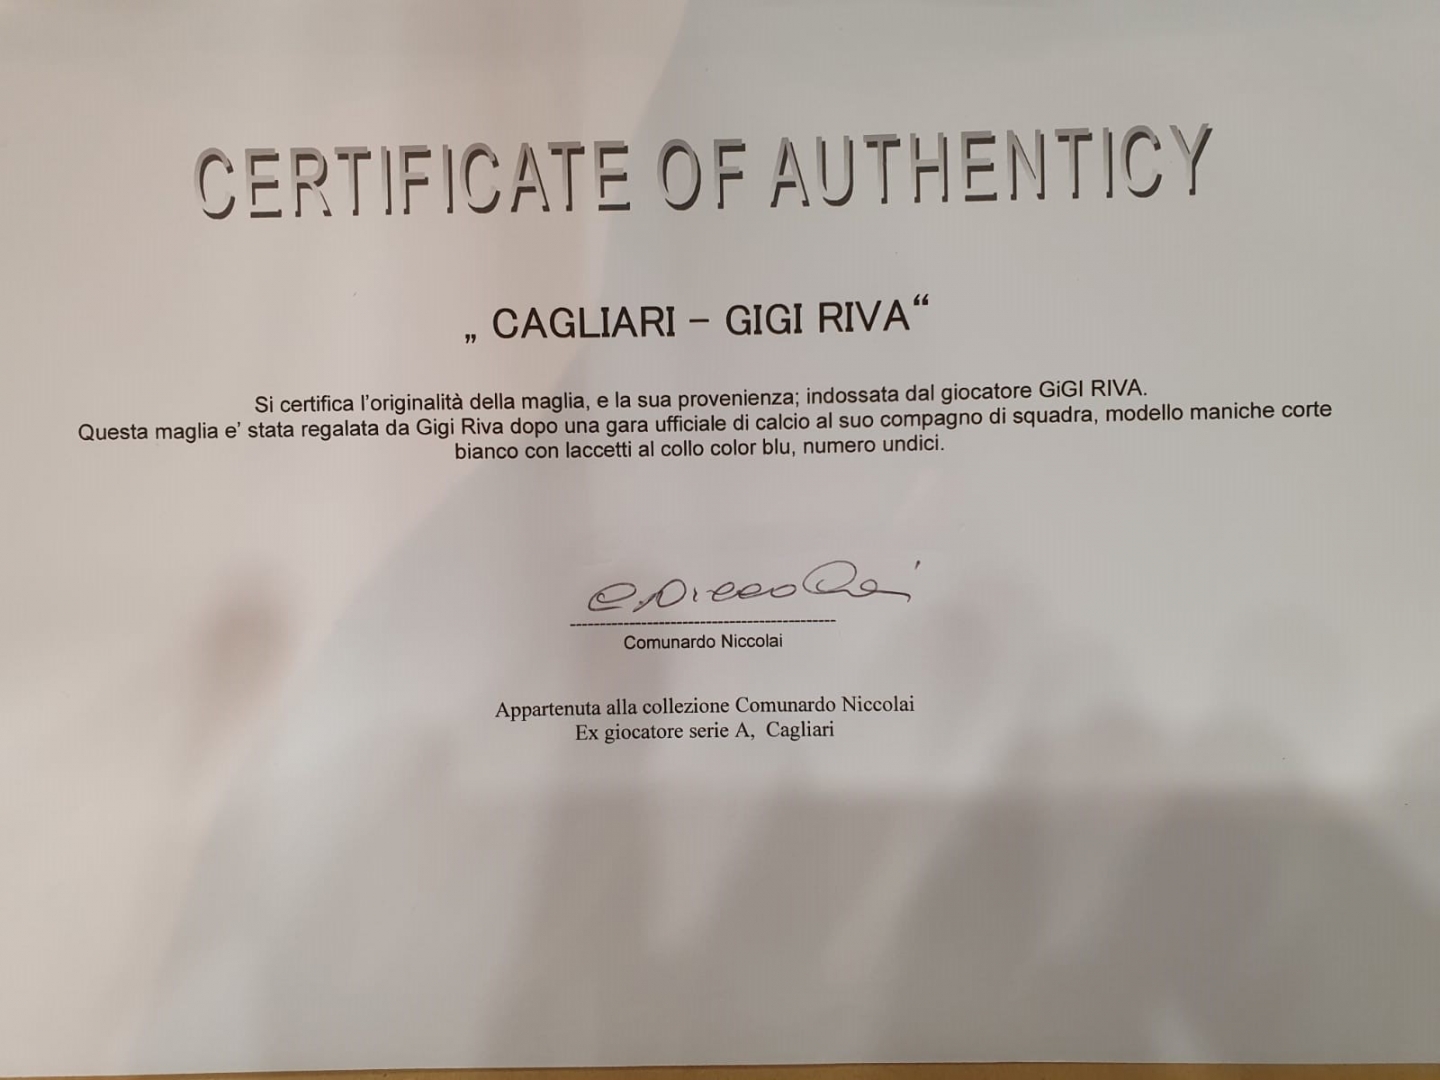 CERTIFICATE OF AUTHENTICY
„ CAGLIARI – GIGI RIVA“
Si certifica l'originalità della maglia, e la sua provenienza; indossata dal giocatore GiGI RIVA.
Questa maglia e' stata regalata da Gigi Riva dopo una gara ufficiale di calcio al suo compagno di squadra, modello maniche corte
bianco con laccetti al collo color blu, numero undici.
C. Niccolai
Comunardo Niccolai
Appartenuta alla collezione Comunardo Niccolai
Ex giocatore serie A, Cagliari